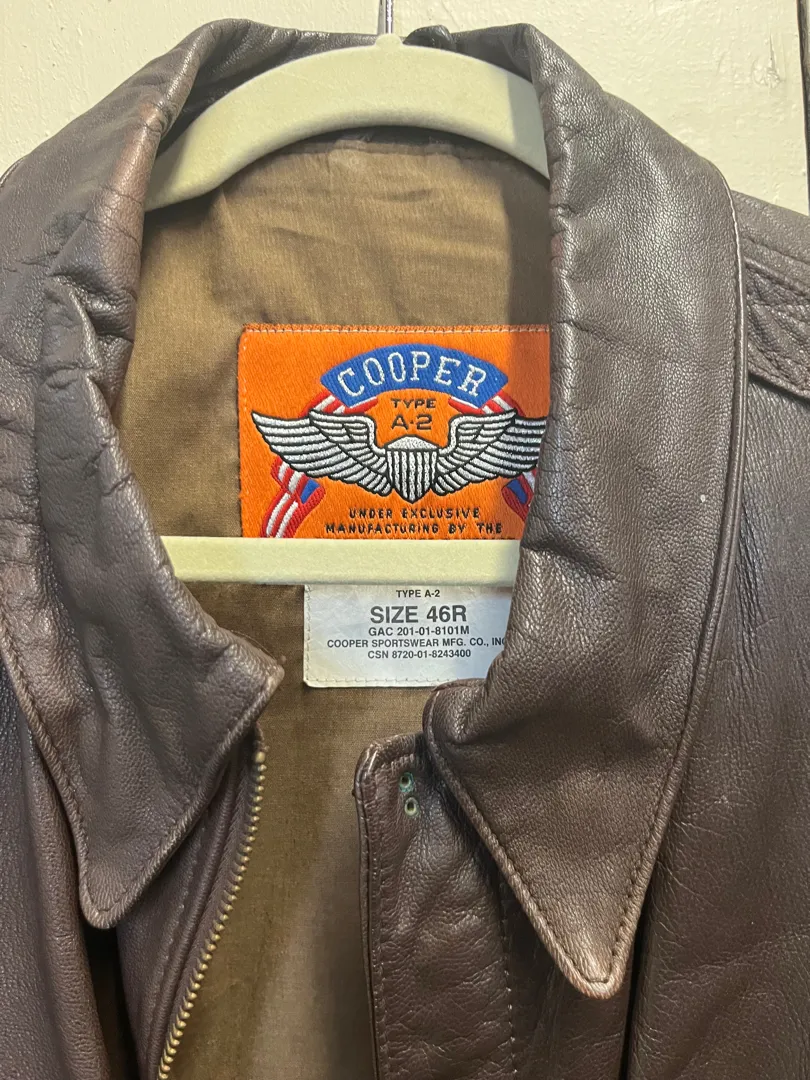 COOPER
TYPE
A-2
UNDER EXCLUSIVE
MANUFACTURING BY THE
TYPE A-2
SIZE 46R
GAC 201-01-8101M
COOPER SPORTSWEAR MFG. CO., INC
CSN 8720-01-8243400